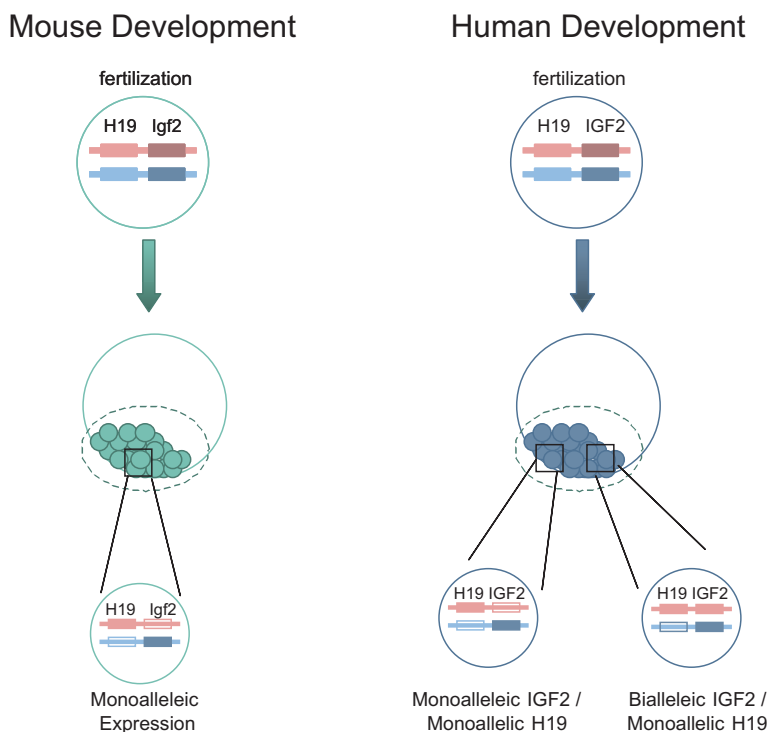 Mouse Development
Human Development
fertilization
fertilization
H19 Igf2
H19 IGF2
H19 Igf2
H19 IGF2
H19 IGF2
Monoalleleic
Expression
Monoalleleic IGF2 /
Monoallelic H19
Bialleleic IGF2 /
Monoallelic H19